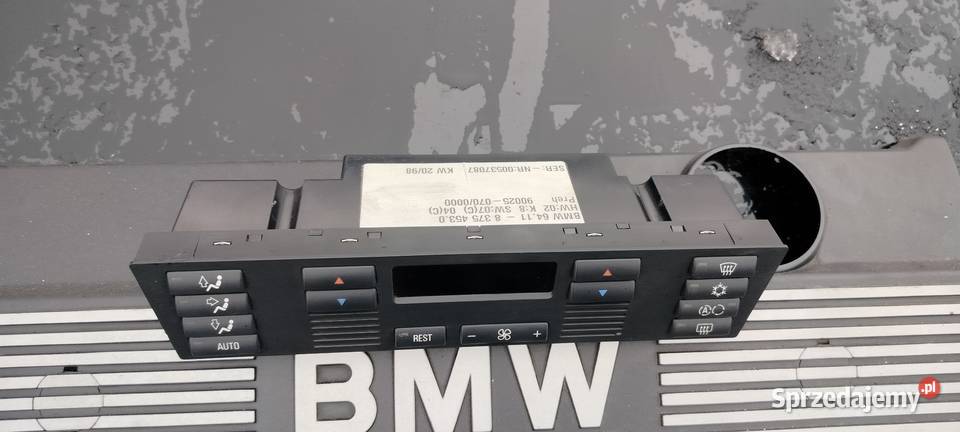 BMW 64.11 - 8 375 453.0
HW:02 K:8 SW:07(C) 04(C)
Preh 90025-070/0000
SER.-NR:00537087 KW 20/98
AUTO
REST
- +
A
BMW
Sprzedajemy.pl